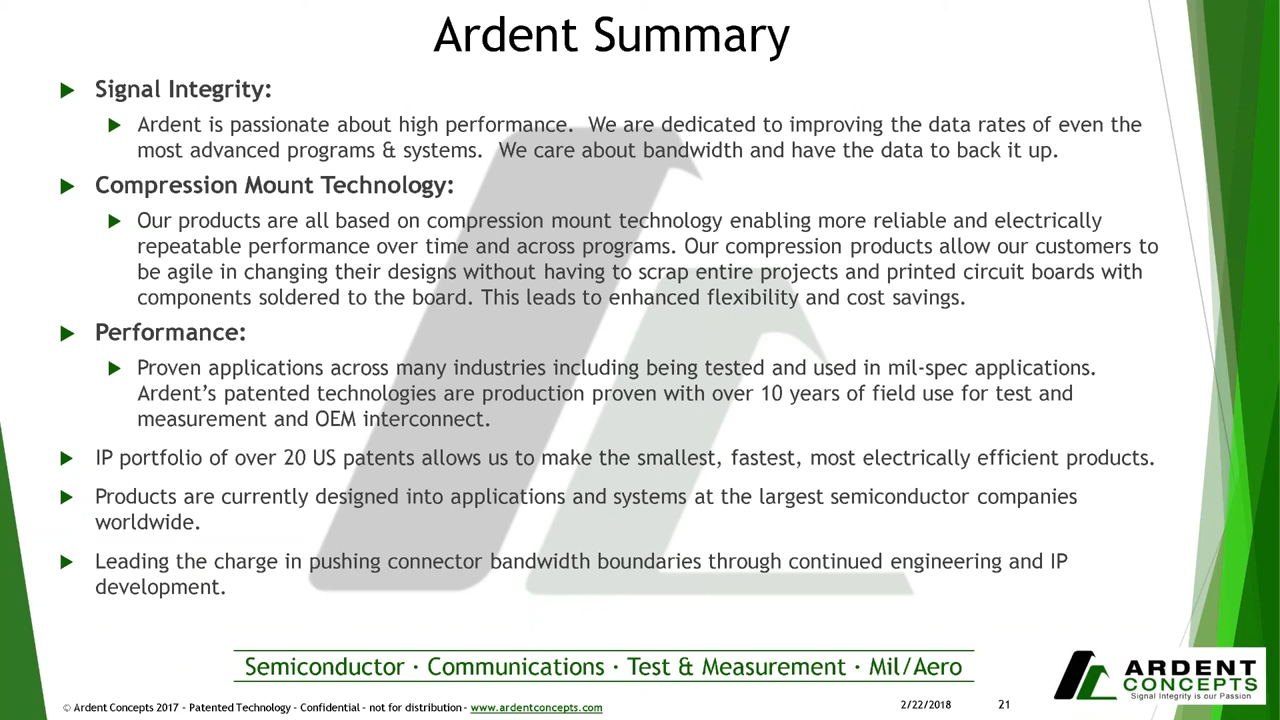 Ardent Summary
Signal Integrity:
Ardent is passionate about high performance.  We are dedicated to improving the data rates of even the
most advanced programs & systems.  We care about bandwidth and have the data to back it up.
Compression Mount Technology:
Our products are all based on compression mount technology enabling more reliable and electrically
repeatable performance over time and across programs. Our compression products allow our customers to
be agile in changing their designs without having to scrap entire projects and printed circuit boards with
components soldered to the board. This leads to enhanced flexibility and cost savings.
Performance:
Proven applications across many industries including being tested and used in mil-spec applications.
Ardent’s patented technologies are production proven with over 10 years of field use for test and
measurement and OEM interconnect.
IP portfolio of over 20 US patents allows us to make the smallest, fastest, most electrically efficient products.
Products are currently designed into applications and systems at the largest semiconductor companies
worldwide.
Leading the charge in pushing connector bandwidth boundaries through continued engineering and IP
development.
Semiconductor · Communications · Test & Measurement · Mil/Aero
ARDENT
CONCEPTS
Signal Integrity is our Passion
© Ardent Concepts 2017 - Patented Technology - Confidential - not for distribution - www.ardentconcepts.com
2/22/2018
21